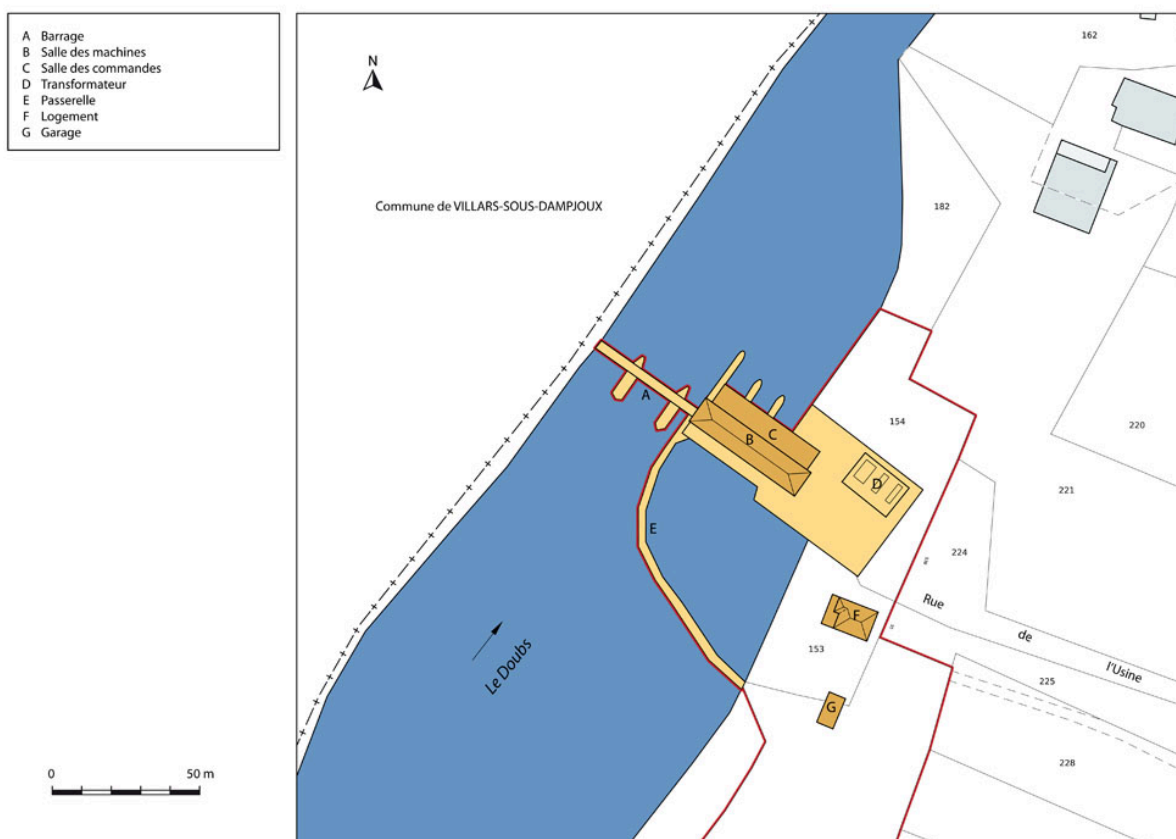 A Barrage
B Salle des machines
C Salle des commandes
D Transformateur
E Passerelle
F Logement
G Garage
N
162
Commune de VILLARS-SOUS-DAMPJOUX
182
A
B
C
154
220
D
221
E
224
Rue
de
l'Usine
F
153
225
Le Doubs
G
228
0 50 m